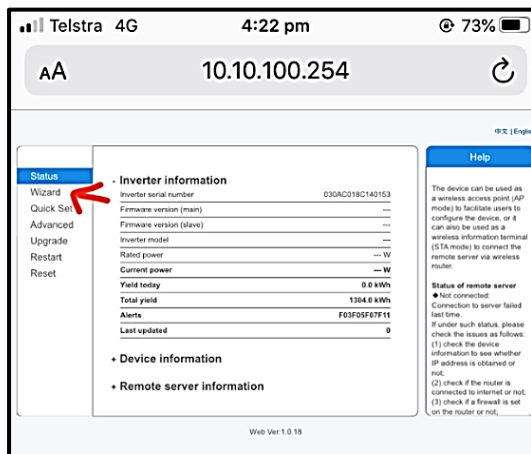 Telstra 4G 4:22 pm 73%
AA 10.10.100.254
中文 | Englis
Status
Wizard
Quick Set
Advanced
Upgrade
Restart
Reset
- Inverter information
Inverter serial number 030AC018C140153
Firmware version (main) ---
Firmware version (slave) ---
Inverter model ---
Rated power --- W
Current power --- W
Yield today 0.0 kWh
Total yield 1304.0 kWh
Alerts F03F05F07F11
Last updated 0
+ Device information
+ Remote server information
Help
The device can be used as
a wireless access point (AP
mode) to facilitate users to
configure the device, or it
can also be used as a
wireless information terminal
(STA mode) to connect the
remote server via wireless
router.
Status of remote server
◆Not connected:
Connection to server failed
last time.
If under such status, please
check the issues as follows:
(1) check the device
information to see whether
IP address is obtained or
not;
(2) check if the router is
connected to internet or not;
(3) check if a firewall is set
on the router or not;
Web Ver:1.0.18